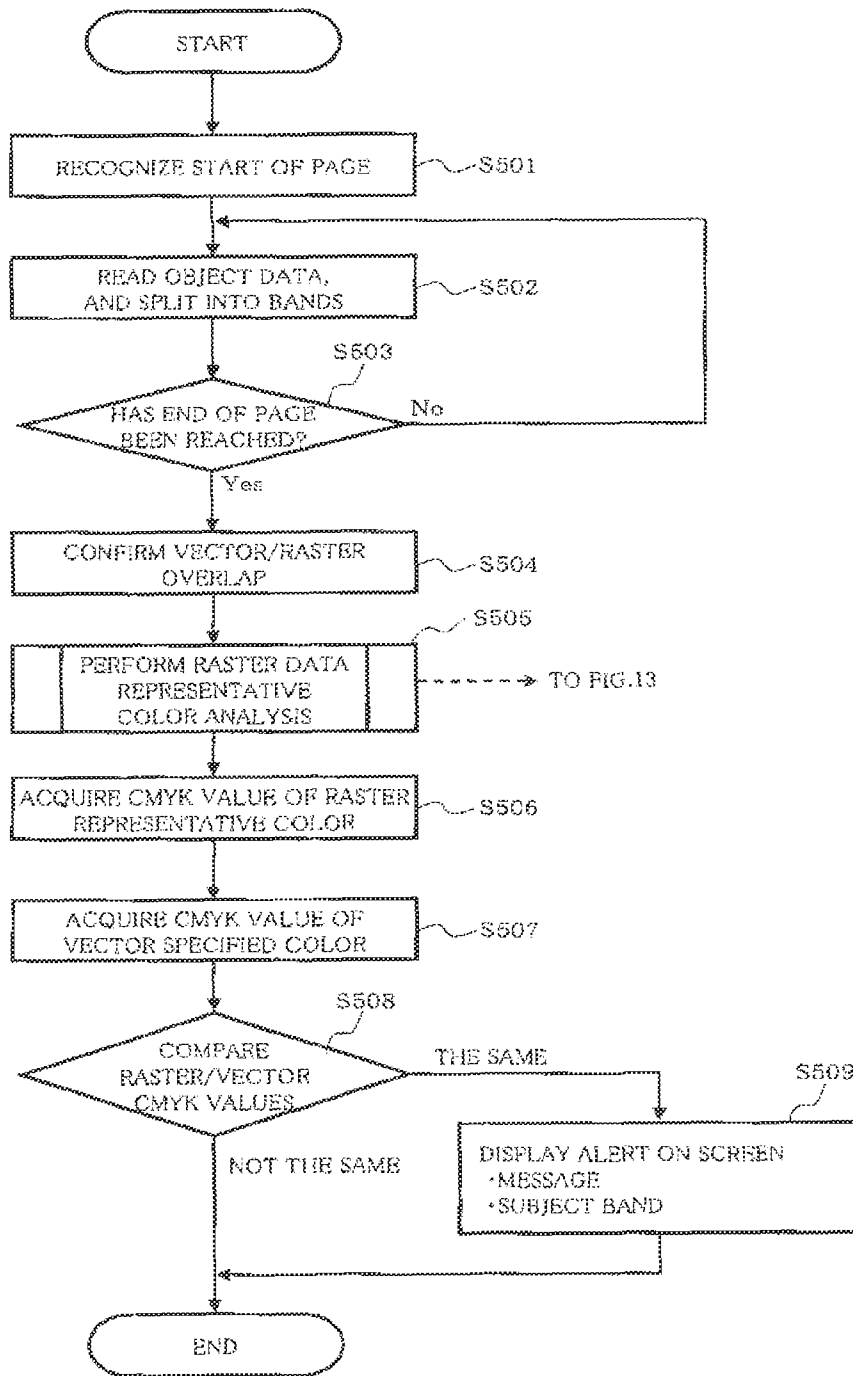 START
RECOGNIZE START OF PAGE
S501
READ OBJECT DATA,
AND SPLIT INTO BANDS
S502
S503
HAS END OF PAGE
BEEN REACHED?
No
Yes
CONFIRM VECTOR/RASTER
OVERLAP
S504
S505
PERFORM RASTER DATA
REPRESENTATIVE
COLOR ANALYSIS
TO FIG.13
ACQUIRE CMYK VALUE OF RASTER
REPRESENTATIVE COLOR
S506
ACQUIRE CMYK VALUE OF
VECTOR SPECIFIED COLOR
S507
S508
COMPARE
RASTER/VECTOR
CMYK VALUES
THE SAME
NOT THE SAME
S509
DISPLAY ALERT ON SCREEN
・MESSAGE
・SUBJECT BAND
END